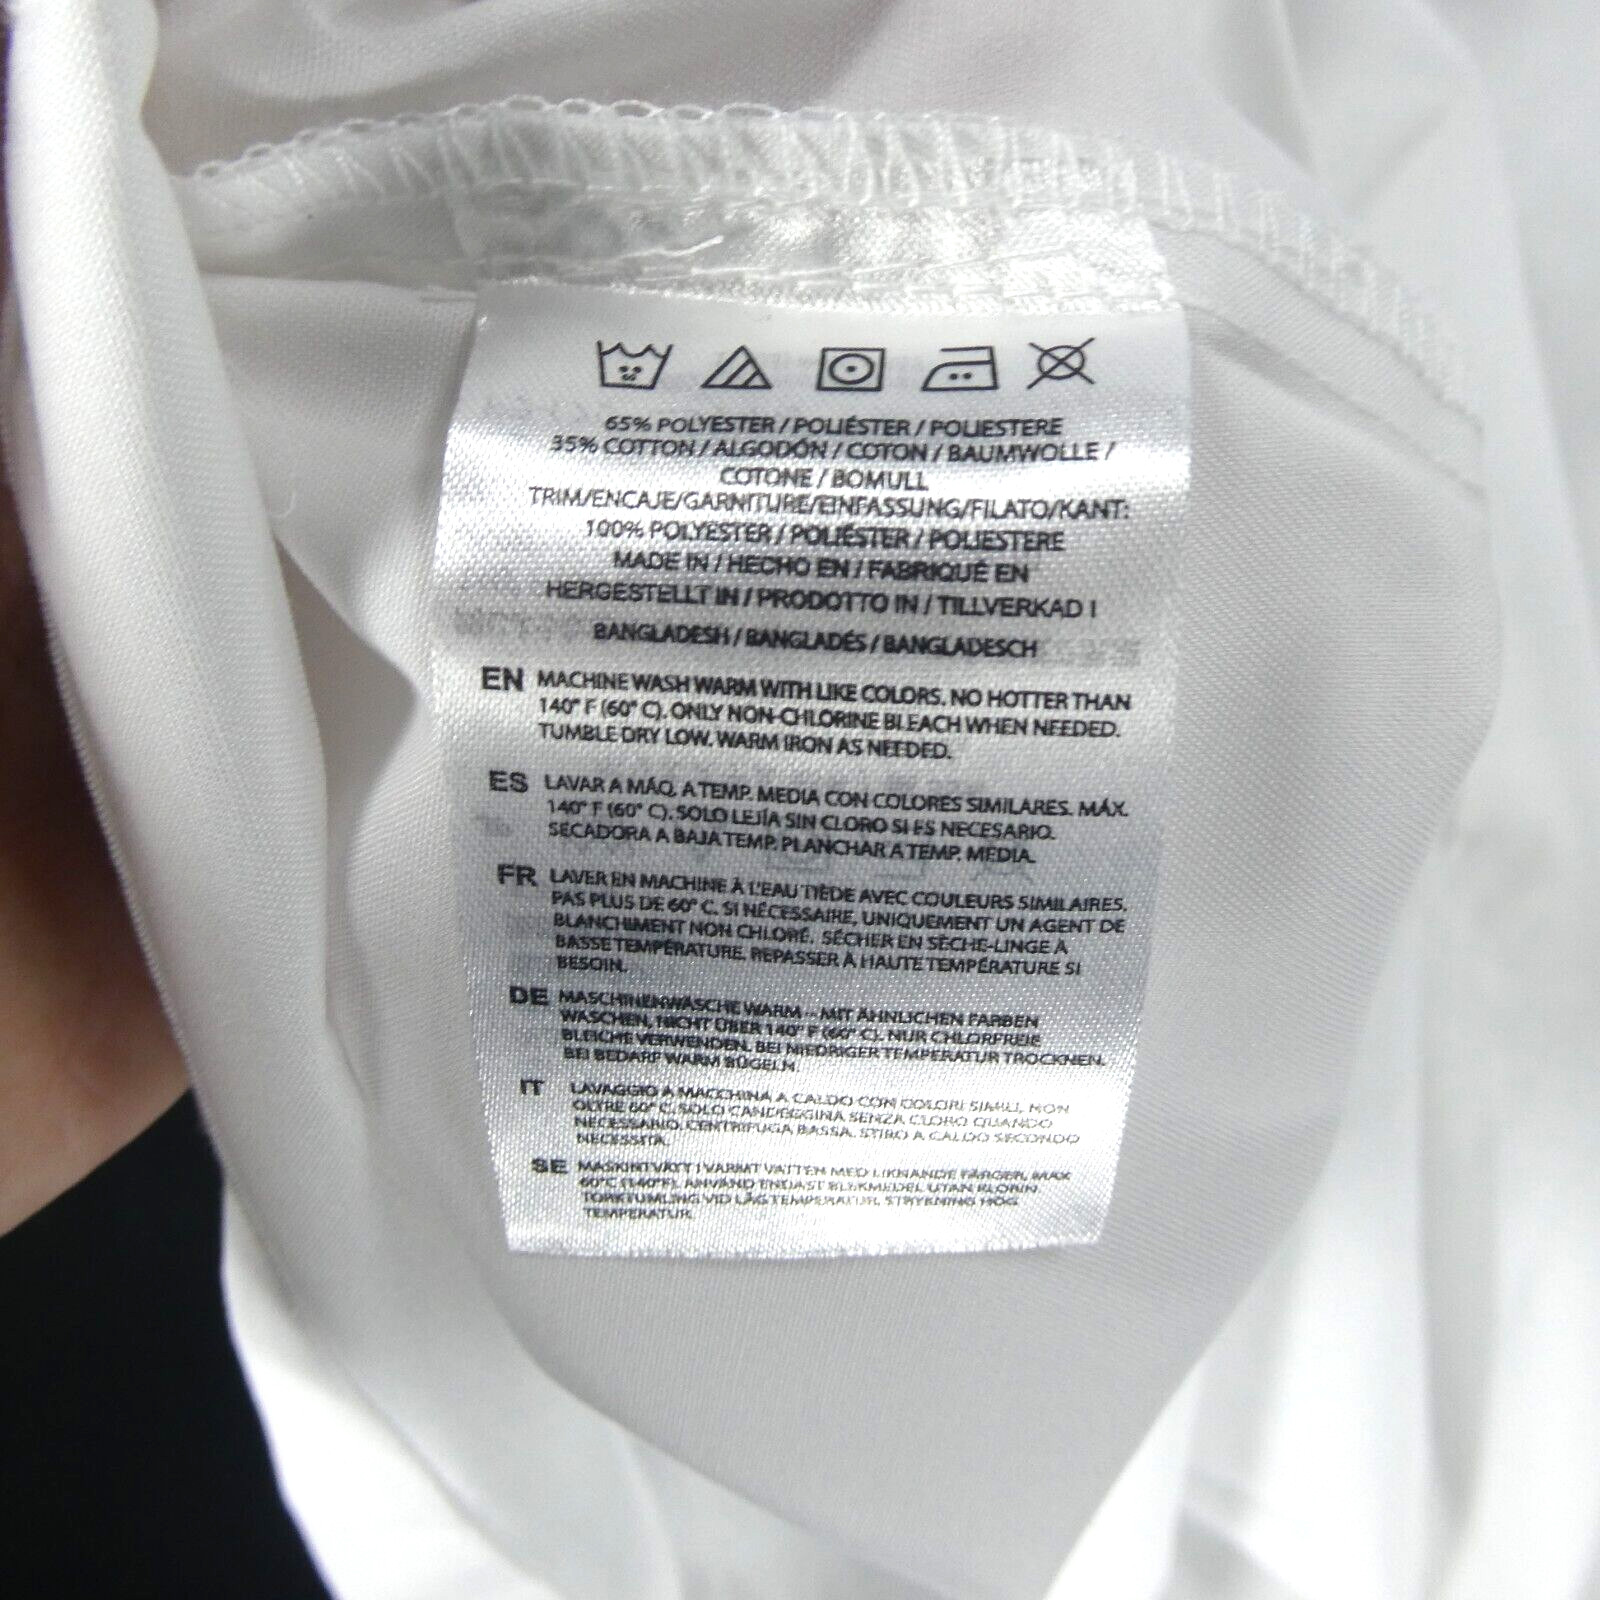 65% POLYESTER / POLIÉSTER / POLIESTERE
35% COTTON / ALGODÓN / COTON / BAUMWOLLE /
COTONE / BOMULL
TRIM/ENCAJE/GARNITURE/EINFASSUNG/FILATO/KANT:
100% POLYESTER / POLIÉSTER / POLIESTERE
MADE IN / HECHO EN / FABRIQUÉ EN
HERGESTELLT IN / PRODOTTO IN / TILLVERKAD I
BANGLADESH / BANGLADÉS / BANGLADESCH
EN MACHINE WASH WARM WITH LIKE COLORS. NO HOTTER THAN
140° F (60° C). ONLY NON-CHLORINE BLEACH WHEN NEEDED.
TUMBLE DRY LOW. WARM IRON AS NEEDED.
ES LAVAR A MÁQ. A TEMP. MEDIA CON COLORES SIMILARES. MÁX.
140° F (60° C). SOLO LEJÍA SIN CLORO SI ES NECESARIO.
SECADORA A BAJA TEMP. PLANCHAR A TEMP. MEDIA.
FR LAVER EN MACHINE À L'EAU TIÈDE AVEC COULEURS SIMILAIRES.
PAS PLUS DE 60° C. SI NÉCESSAIRE, UNIQUEMENT UN AGENT DE
BLANCHIMENT NON CHLORÉ. SÉCHER EN SÈCHE-LINGE À
BASSE TEMPÉRATURE. REPASSER À HAUTE TEMPÉRATURE SI
BESOIN.
DE MASCHINENWÄSCHE WARM -- MIT ÄHNLICHEN FARBEN
WASCHEN, NICHT ÜBER 140° F (60° C). NUR CHLORFREIE
BLEICHE VERWENDEN. BEI NIEDRIGER TEMPERATUR TROCKNEN.
BEI BEDARF WARM BÜGELN.
IT LAVAGGIO A MACCHINA A CALDO CON COLORI SIMILI, NON
OLTRE 60° C. SOLO CANDEGGINA SENZA CLORO QUANDO
NECESSARIO. CENTRIFUGA BASSA. STIRO A CALDO SECONDO
NECESSITÀ.
SE MASKINTVÄTT I VARMT VATTEN MED LIKNANDE FÄRGER, MAX
60°C (140°F). ANVÄND ENDAST BLEKMEDEL UTAN KLORIN.
TORKTUMLING VID LÅG TEMPERATUR. STRYKNING HÖG
TEMPERATUR.